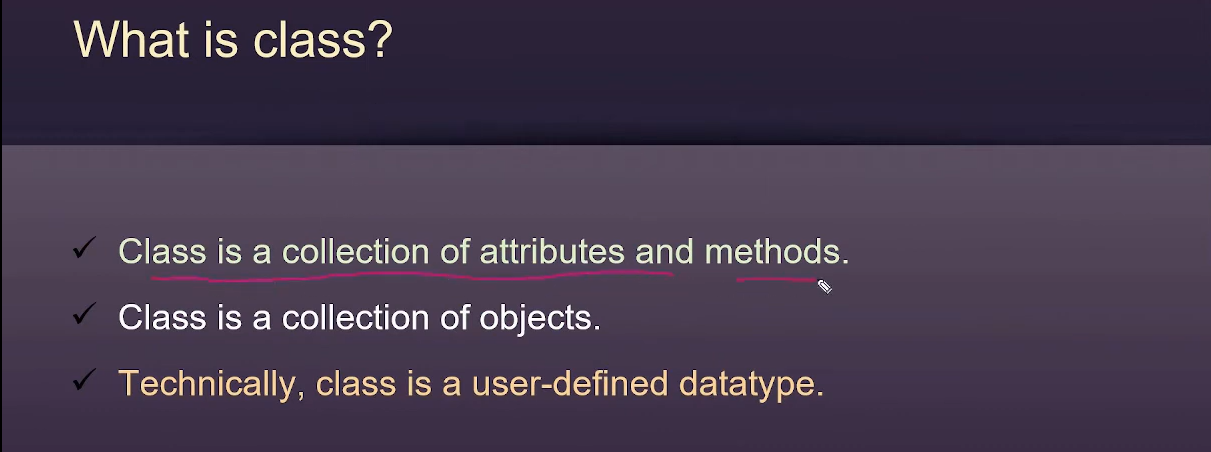 What is class?
Class is a collection of attributes and methods.
Class is a collection of objects.
Technically, class is a user-defined datatype.